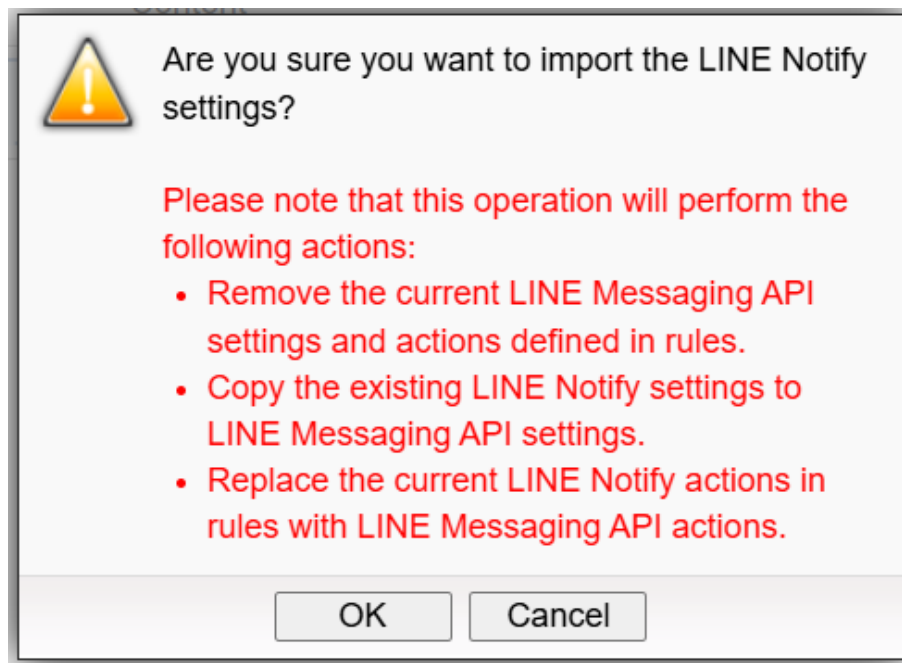 Content
Are you sure you want to import the LINE Notify
settings?
Please note that this operation will perform the
following actions:
• Remove the current LINE Messaging API
settings and actions defined in rules.
• Copy the existing LINE Notify settings to
LINE Messaging API settings.
• Replace the current LINE Notify actions in
rules with LINE Messaging API actions.
OK Cancel